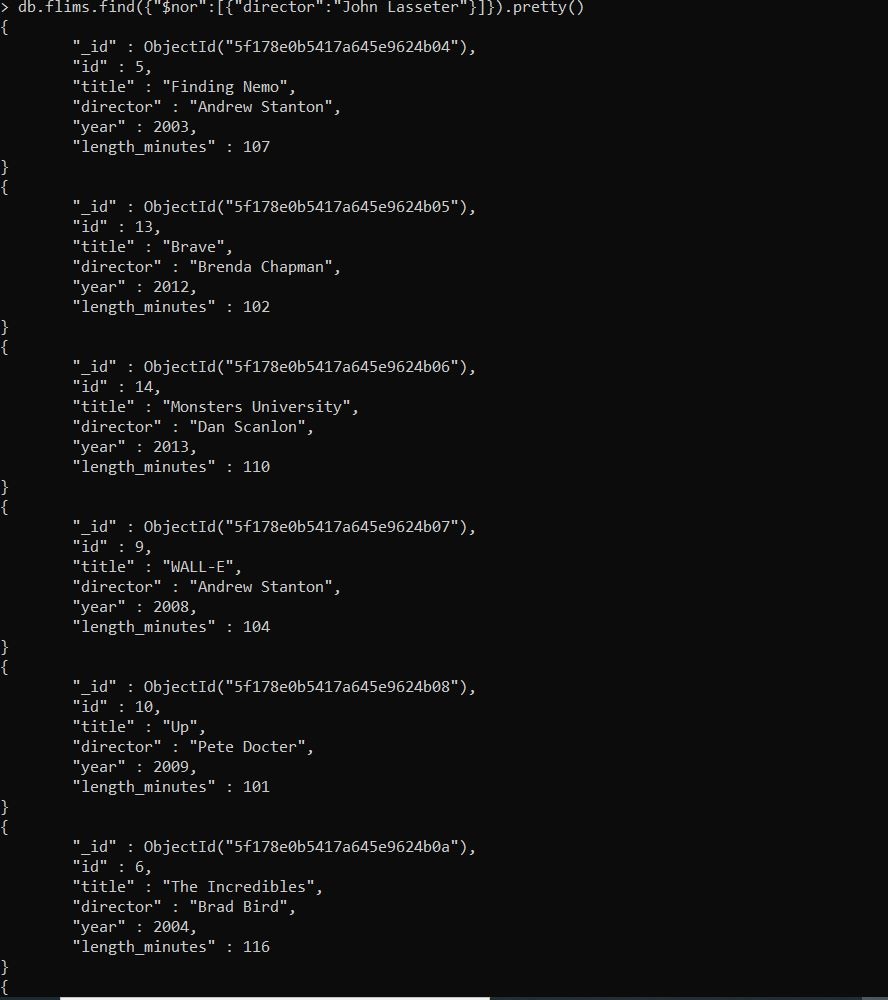 > db.flims.find({"$nor":[{"director":"John Lasseter"}]}).pretty()
{
"_id" : ObjectId("5f178e0b5417a645e9624b04"),
"id" : 5,
"title" : "Finding Nemo",
"director" : "Andrew Stanton",
"year" : 2003,
"length_minutes" : 107
}
{
"_id" : ObjectId("5f178e0b5417a645e9624b05"),
"id" : 13,
"title" : "Brave",
"director" : "Brenda Chapman",
"year" : 2012,
"length_minutes" : 102
}
{
"_id" : ObjectId("5f178e0b5417a645e9624b06"),
"id" : 14,
"title" : "Monsters University",
"director" : "Dan Scanlon",
"year" : 2013,
"length_minutes" : 110
}
{
"_id" : ObjectId("5f178e0b5417a645e9624b07"),
"id" : 9,
"title" : "WALL-E",
"director" : "Andrew Stanton",
"year" : 2008,
"length_minutes" : 104
}
{
"_id" : ObjectId("5f178e0b5417a645e9624b08"),
"id" : 10,
"title" : "Up",
"director" : "Pete Docter",
"year" : 2009,
"length_minutes" : 101
}
{
"_id" : ObjectId("5f178e0b5417a645e9624b0a"),
"id" : 6,
"title" : "The Incredibles",
"director" : "Brad Bird",
"year" : 2004,
"length_minutes" : 116
}
{